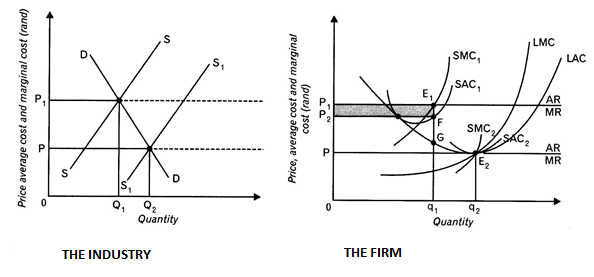 Price average cost and marginal cost (rand)
D
S
S₁
P₁
P
S
S₁
D
0
Q₁
Q₂
Quantity
THE INDUSTRY
Price, average cost and marginal
cost (rand)
LMC
SMC₁
LAC
SAC₁
E₁
P₁
AR
MR
P₂
F
G
SMC₂
SAC₂
P
AR
E₂
MR
0
q₁
q₂
Quantity
THE FIRM